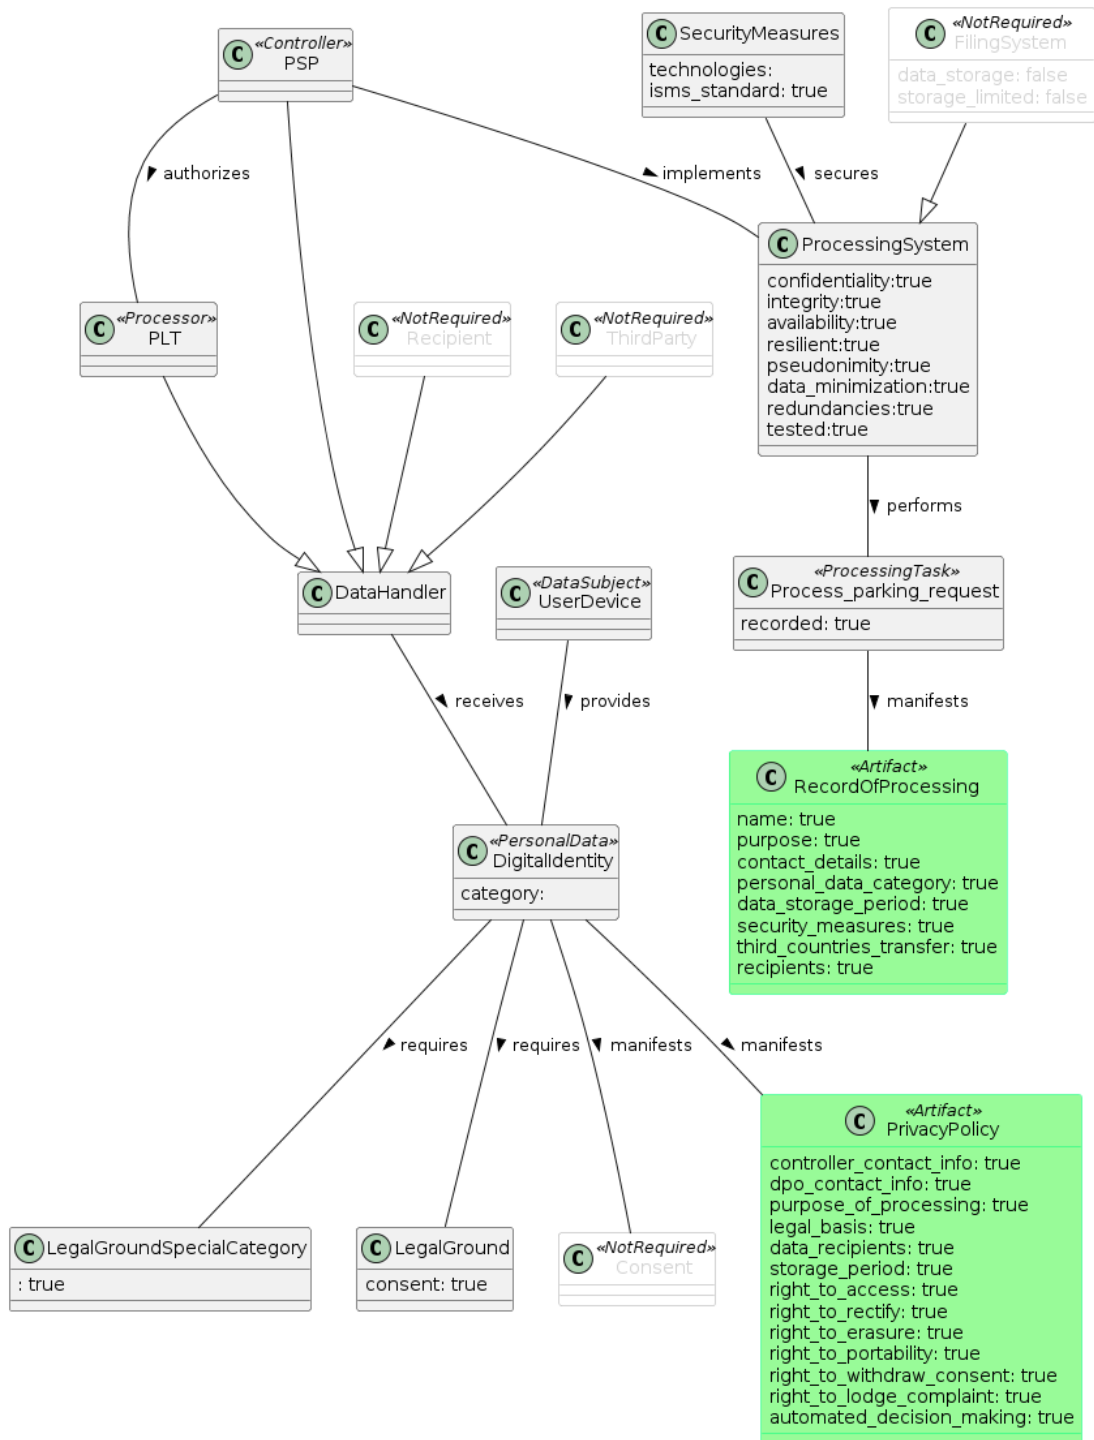 «Controller»
C PSP
C SecurityMeasures
technologies:
isms_standard: true
«NotRequired»
C FilingSystem
data_storage: false
storage_limited: false
authorizes
implements
secures
C ProcessingSystem
confidentiality:true
integrity:true
availability:true
resilient:true
pseudonimity:true
data_minimization:true
redundancies:true
tested:true
«Processor»
C PLT
«NotRequired»
C Recipient
«NotRequired»
C ThirdParty
performs
C DataHandler
«DataSubject»
C UserDevice
«ProcessingTask»
C Process_parking_request
recorded: true
receives
provides
manifests
«Artifact»
C RecordOfProcessing
name: true
purpose: true
contact_details: true
personal_data_category: true
data_storage_period: true
security_measures: true
third_countries_transfer: true
recipients: true
«PersonalData»
C DigitalIdentity
category:
requires
requires
manifests
manifests
C LegalGroundSpecialCategory
: true
C LegalGround
consent: true
«NotRequired»
C Consent
«Artifact»
C PrivacyPolicy
controller_contact_info: true
dpo_contact_info: true
purpose_of_processing: true
legal_basis: true
data_recipients: true
storage_period: true
right_to_access: true
right_to_rectify: true
right_to_erasure: true
right_to_portability: true
right_to_withdraw_consent: true
right_to_lodge_complaint: true
automated_decision_making: true